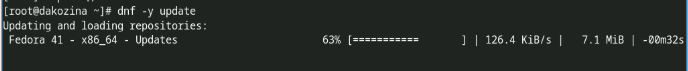 [root@dakozina ~]# dnf -y update
Updating and loading repositories:
 Fedora 41 - x86_64 - Updates                       63% [===========       ] | 126.4 KiB/s |   7.1 MiB | -00m32s